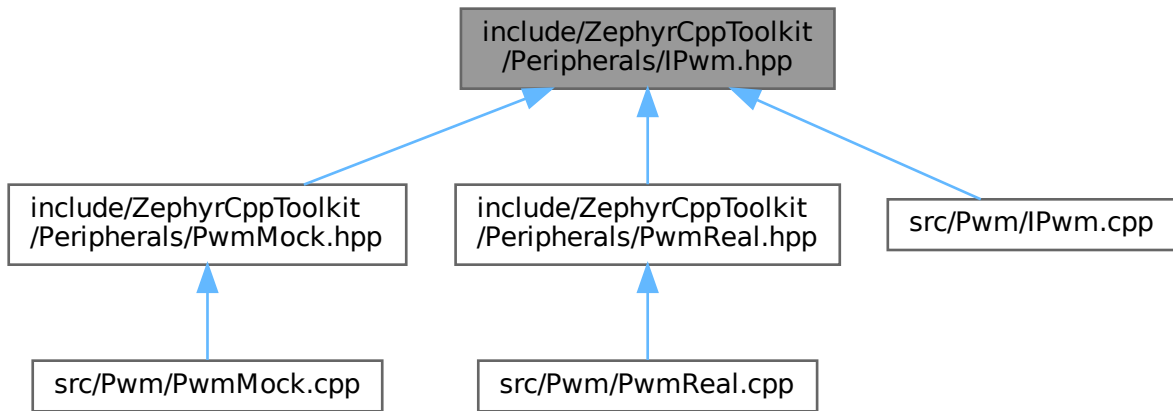 include/ZephyrCppToolkit
/Peripherals/IPwm.hpp
include/ZephyrCppToolkit
/Peripherals/PwmMock.hpp
include/ZephyrCppToolkit
/Peripherals/PwmReal.hpp
src/Pwm/IPwm.cpp
src/Pwm/PwmMock.cpp
src/Pwm/PwmReal.cpp